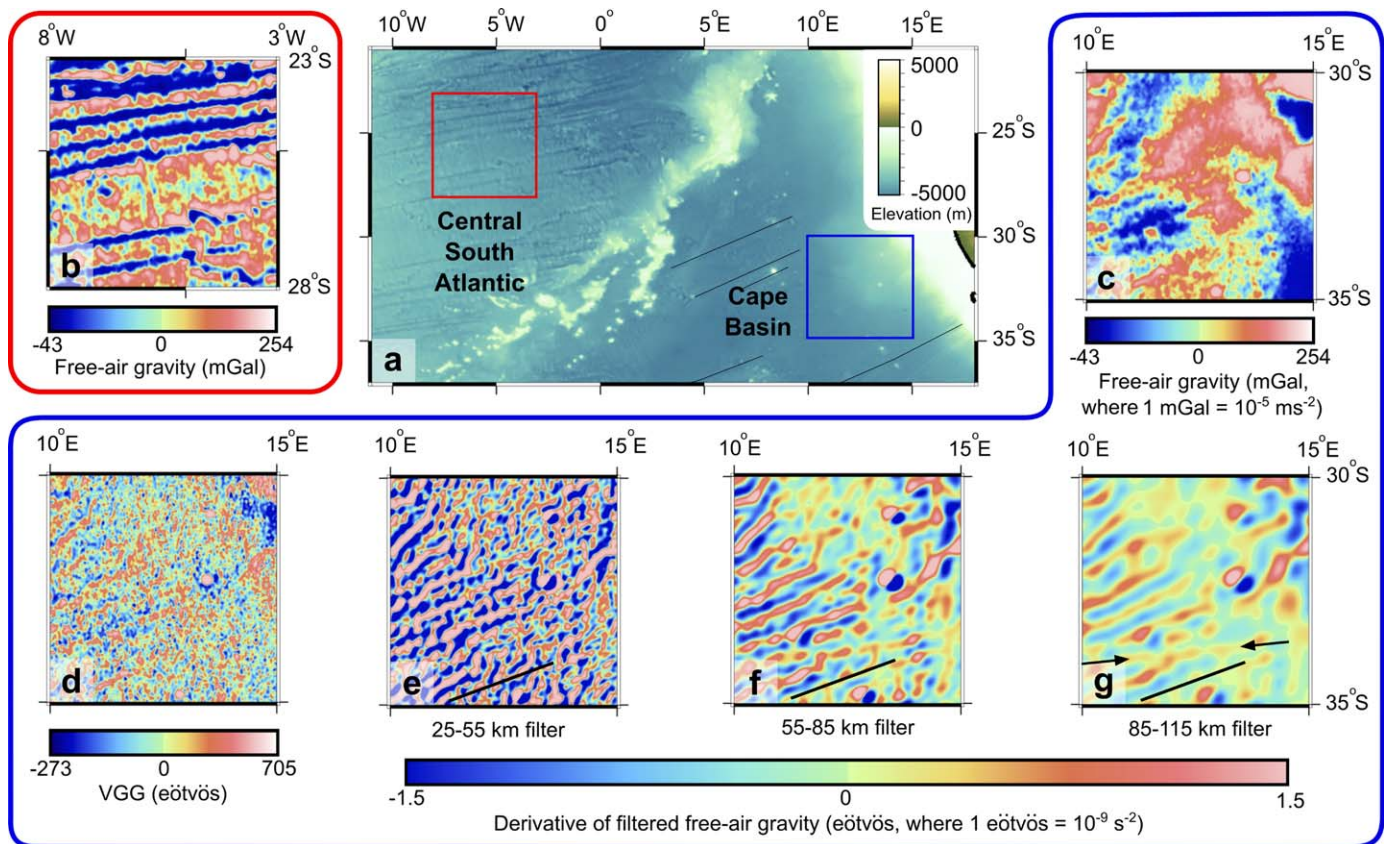 8°W 3°W
23°S
28°S
b
-43 0 254
Free-air gravity (mGal)
10°W 5°W 0° 5°E 10°E 15°E
25°S
30°S
35°S
5000
0
-5000
Elevation (m)
Central
South
Atlantic
Cape
Basin
a
10°E 15°E
30°S
35°S
c
-43 0 254
Free-air gravity (mGal,
where 1 mGal = 10⁻⁵ ms⁻²)
10°E 15°E
d
-273 0 705
VGG (eötvös)
10°E 15°E
e
25-55 km filter
10°E 15°E
f
55-85 km filter
10°E 15°E
30°S
35°S
g
85-115 km filter
-1.5 0 1.5
Derivative of filtered free-air gravity (eötvös, where 1 eötvös = 10⁻⁹ s⁻²)